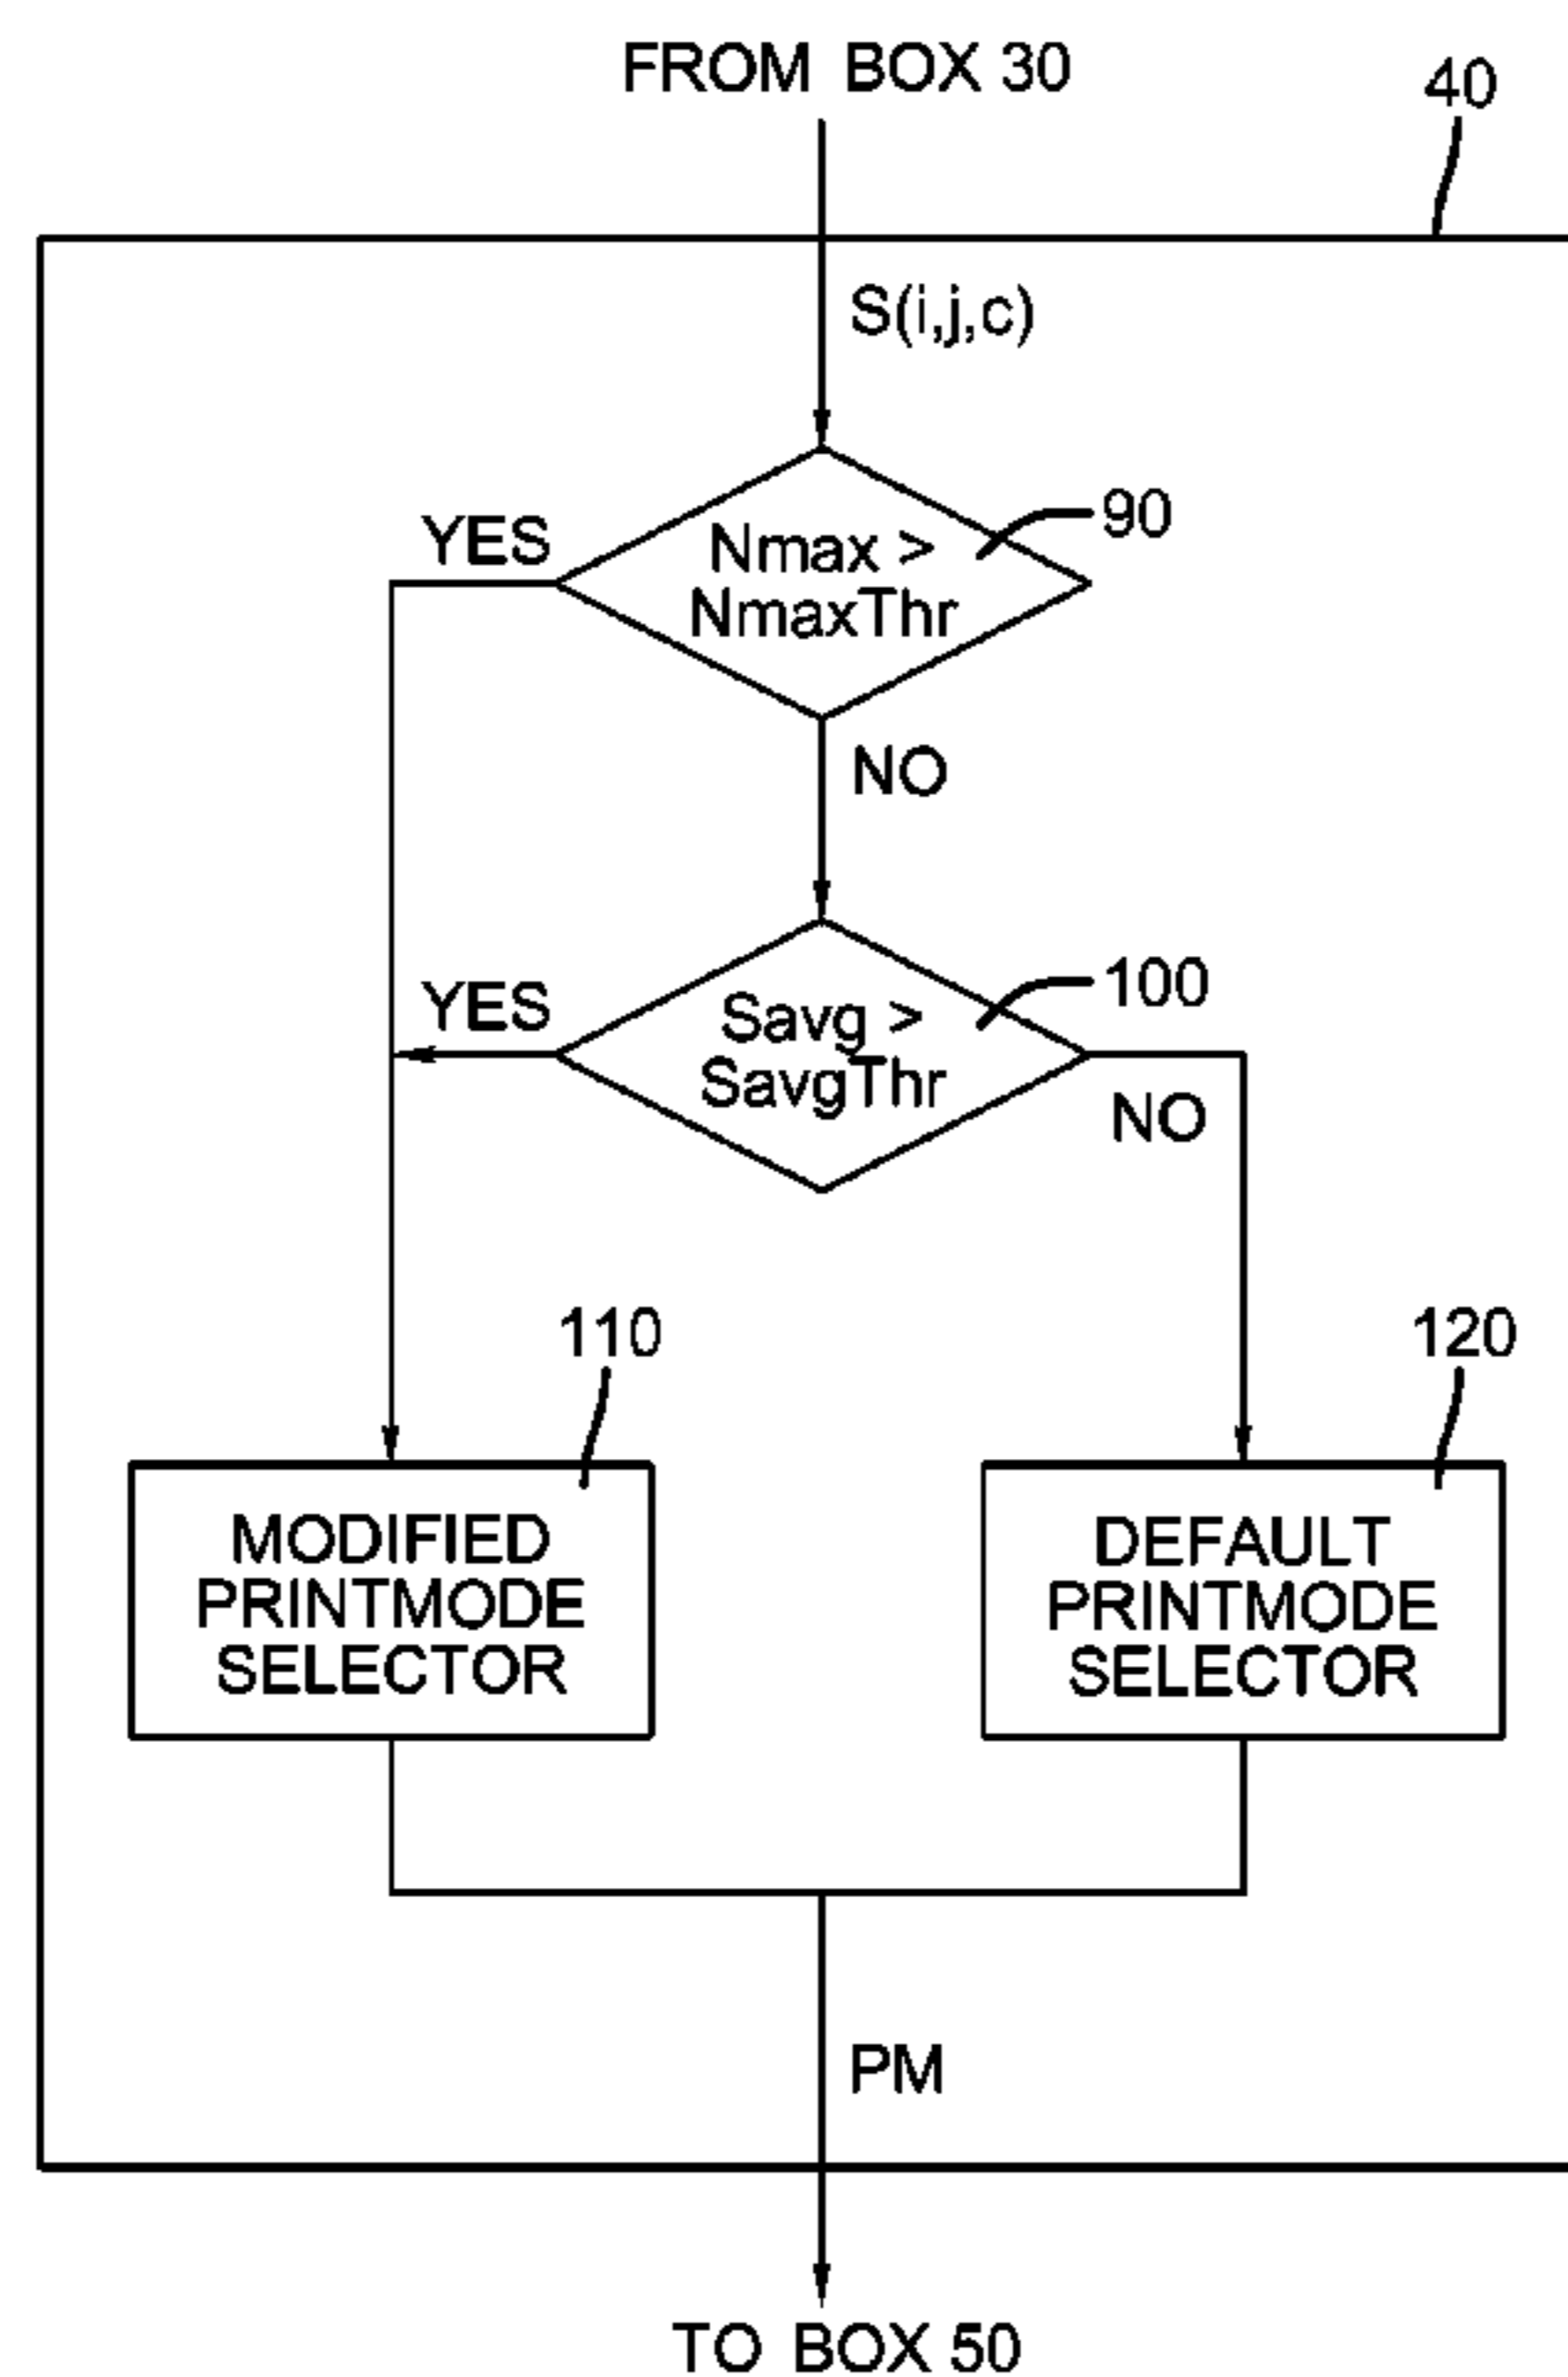 FROM BOX 30
40
S(i,j,c)
YES
Nmax >
NmaxThr
90
NO
YES
Savg >
SavgThr
100
NO
110
120
MODIFIED
PRINTMODE
SELECTOR
DEFAULT
PRINTMODE
SELECTOR
PM
TO BOX 50